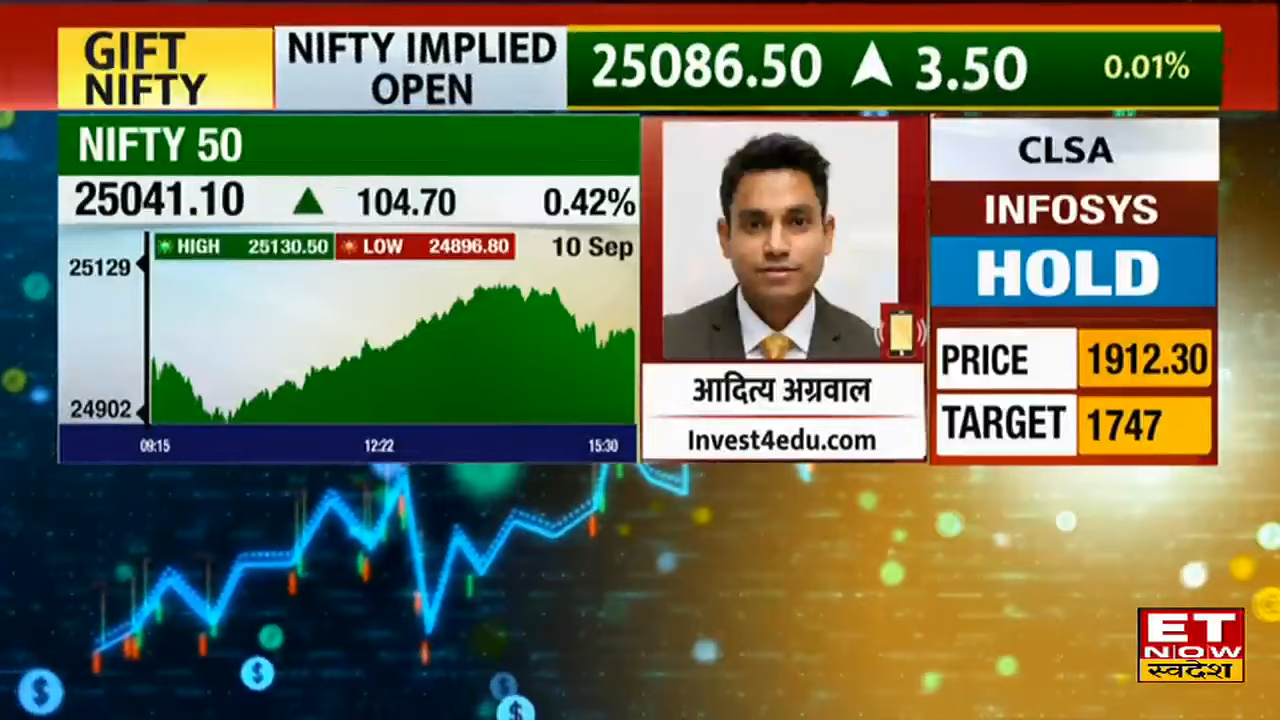 GIFT
NIFTY
NIFTY IMPLIED
OPEN
25086.50 3.50 0.01%
NIFTY 50
25041.10 104.70 0.42%
HIGH 25130.50 LOW 24896.80 10 Sep
25129
24902
09:15 12:22 15:30
आदित्य अग्रवाल
Invest4edu.com
CLSA
INFOSYS
HOLD
PRICE 1912.30
TARGET 1747
$
$
$
$
ET
NOW
स्वदेश